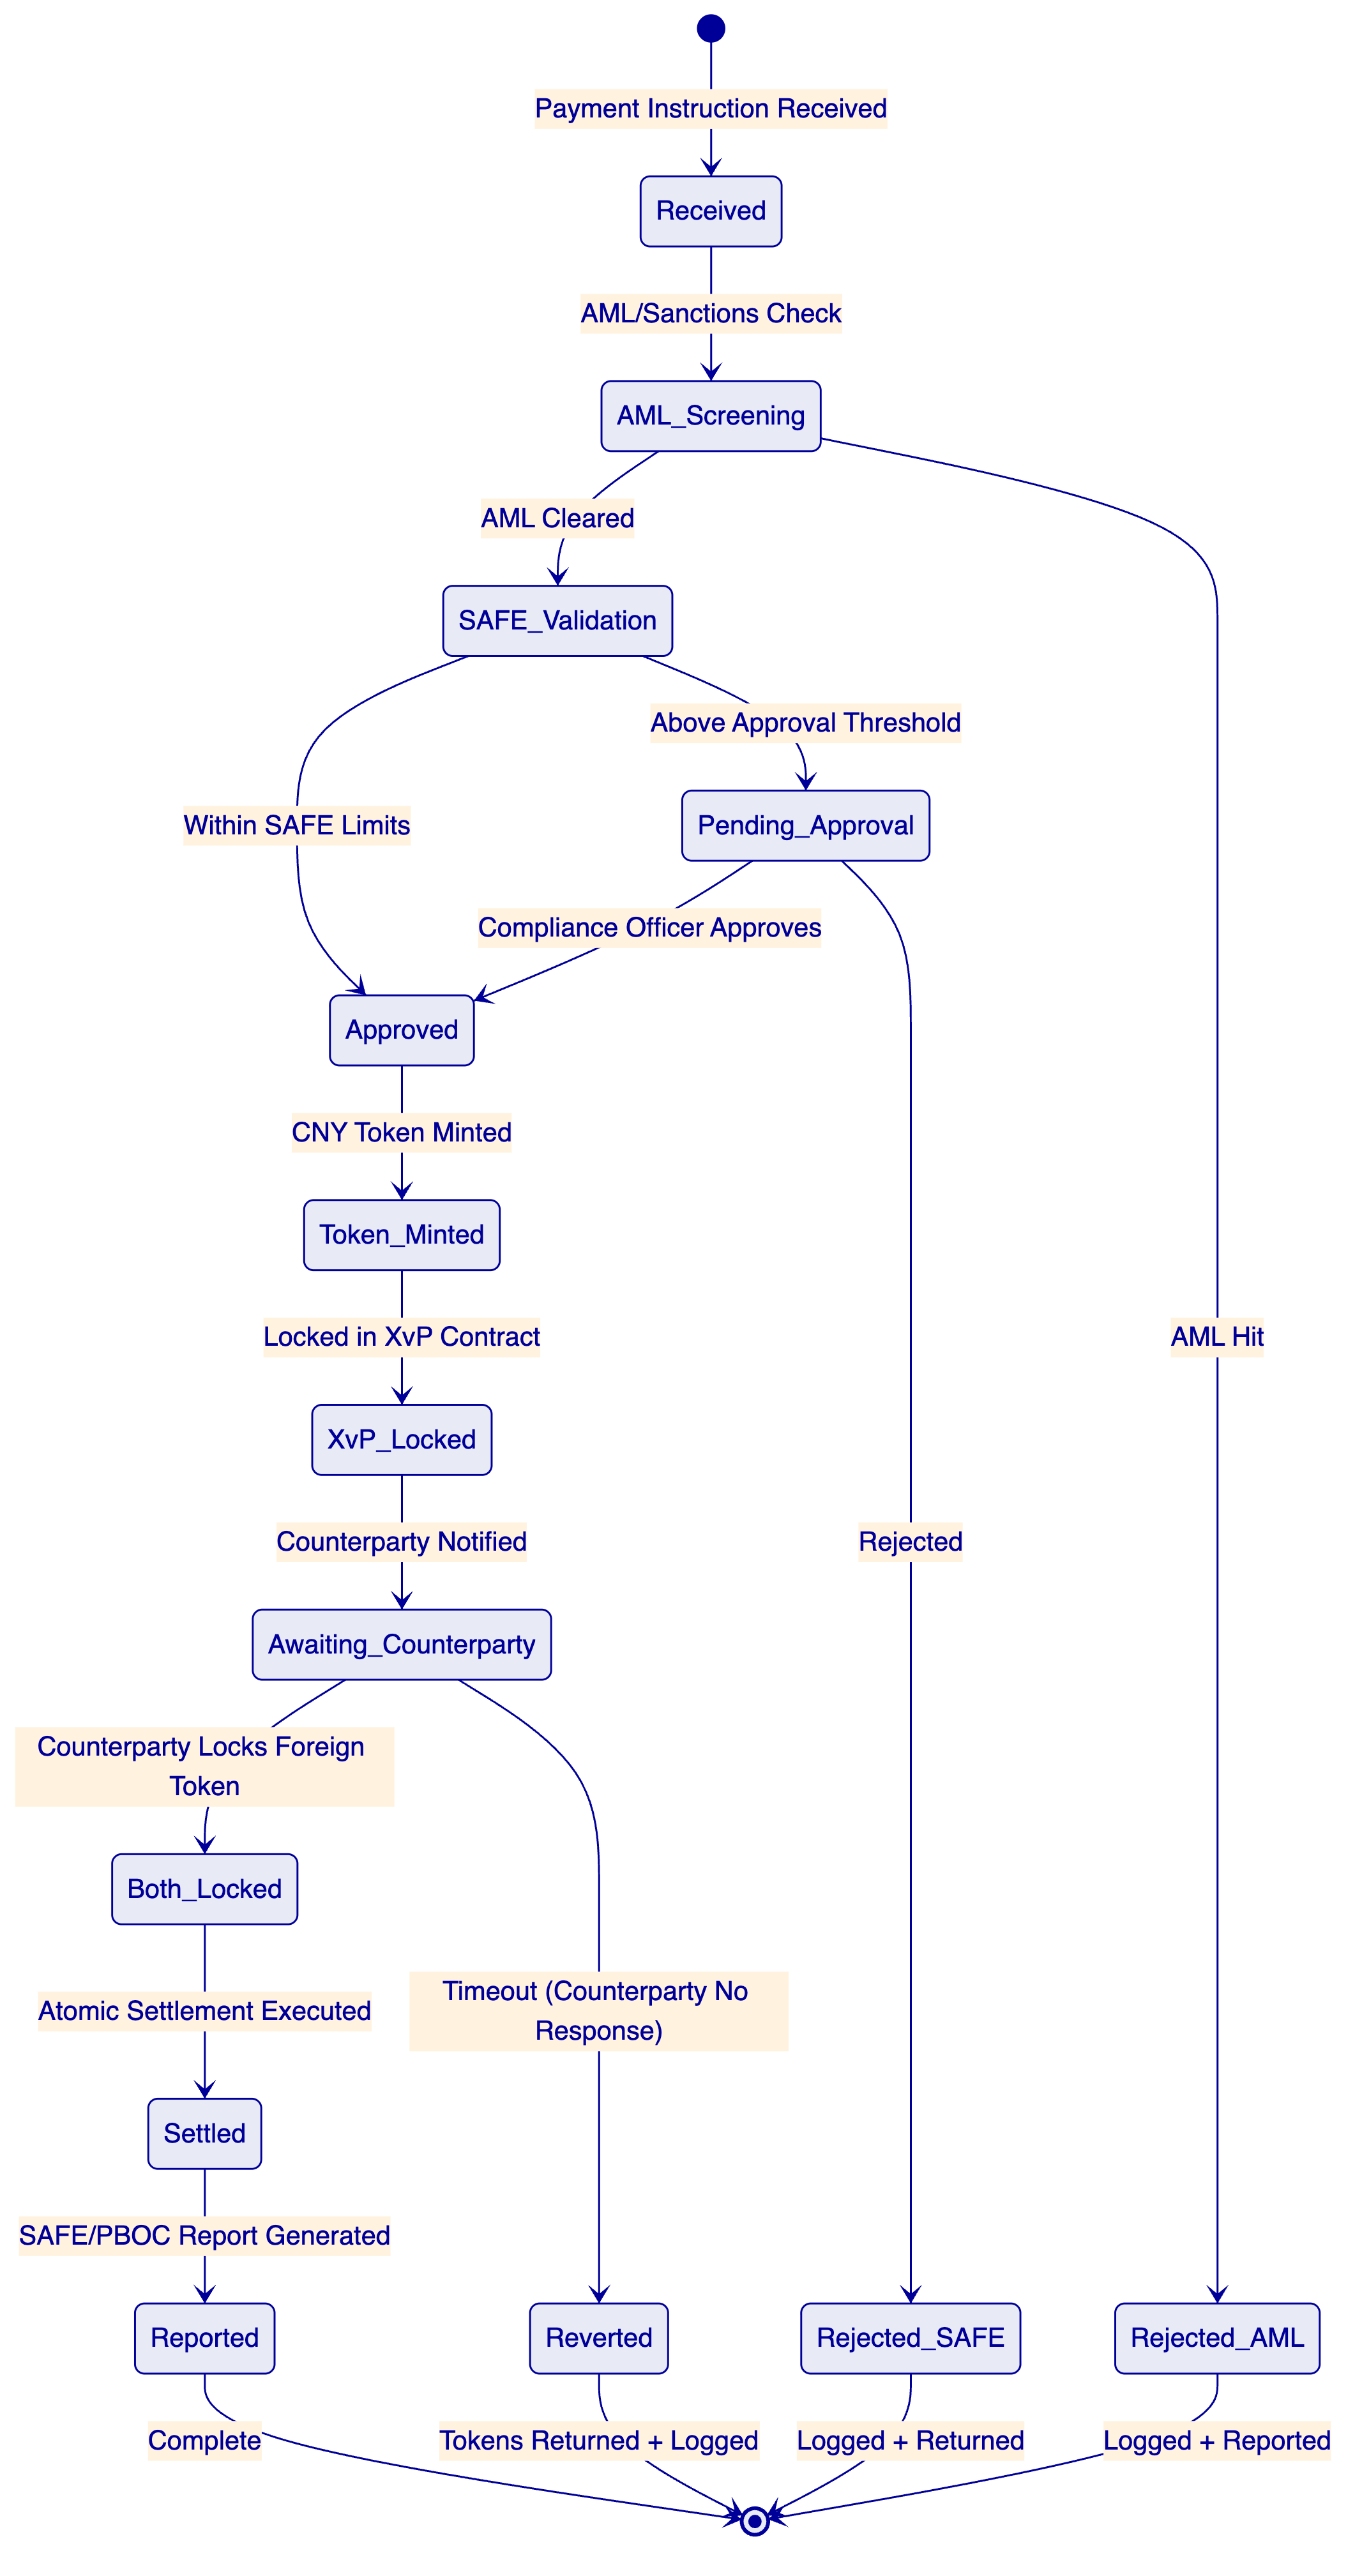 Payment Instruction Received
Received
AML/Sanctions Check
AML_Screening
AML Cleared
SAFE_Validation
Above Approval Threshold
Within SAFE Limits
Pending_Approval
Compliance Officer Approves
Approved
CNY Token Minted
Token_Minted
Locked in XvP Contract
AML Hit
XvP_Locked
Counterparty Notified
Rejected
Awaiting_Counterparty
Counterparty Locks Foreign
Token
Both_Locked
Atomic Settlement Executed
Timeout (Counterparty No
Response)
Settled
SAFE/PBOC Report Generated
Reported
Reverted
Rejected_SAFE
Rejected_AML
Complete
Tokens Returned + Logged
Logged + Returned
Logged + Reported